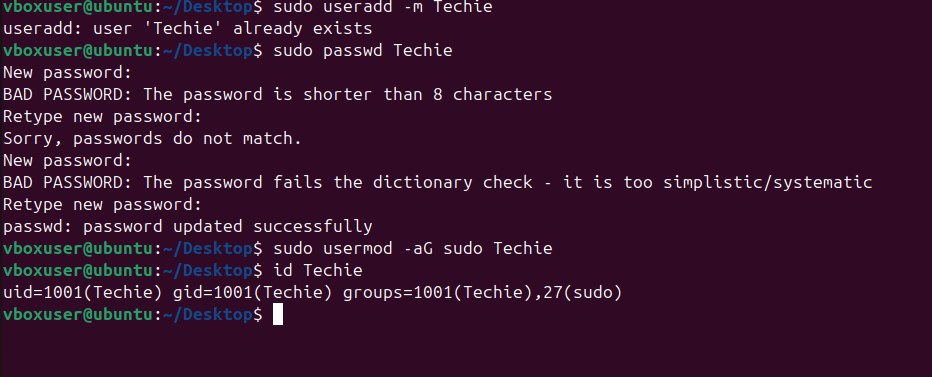 vboxuser@ubuntu:~/Desktop$ sudo useradd -m Techie
useradd: user 'Techie' already exists
vboxuser@ubuntu:~/Desktop$ sudo passwd Techie
New password:
BAD PASSWORD: The password is shorter than 8 characters
Retype new password:
Sorry, passwords do not match.
New password:
BAD PASSWORD: The password fails the dictionary check - it is too simplistic/systematic
Retype new password:
passwd: password updated successfully
vboxuser@ubuntu:~/Desktop$ sudo usermod -aG sudo Techie
vboxuser@ubuntu:~/Desktop$ id Techie
uid=1001(Techie) gid=1001(Techie) groups=1001(Techie),27(sudo)
vboxuser@ubuntu:~/Desktop$